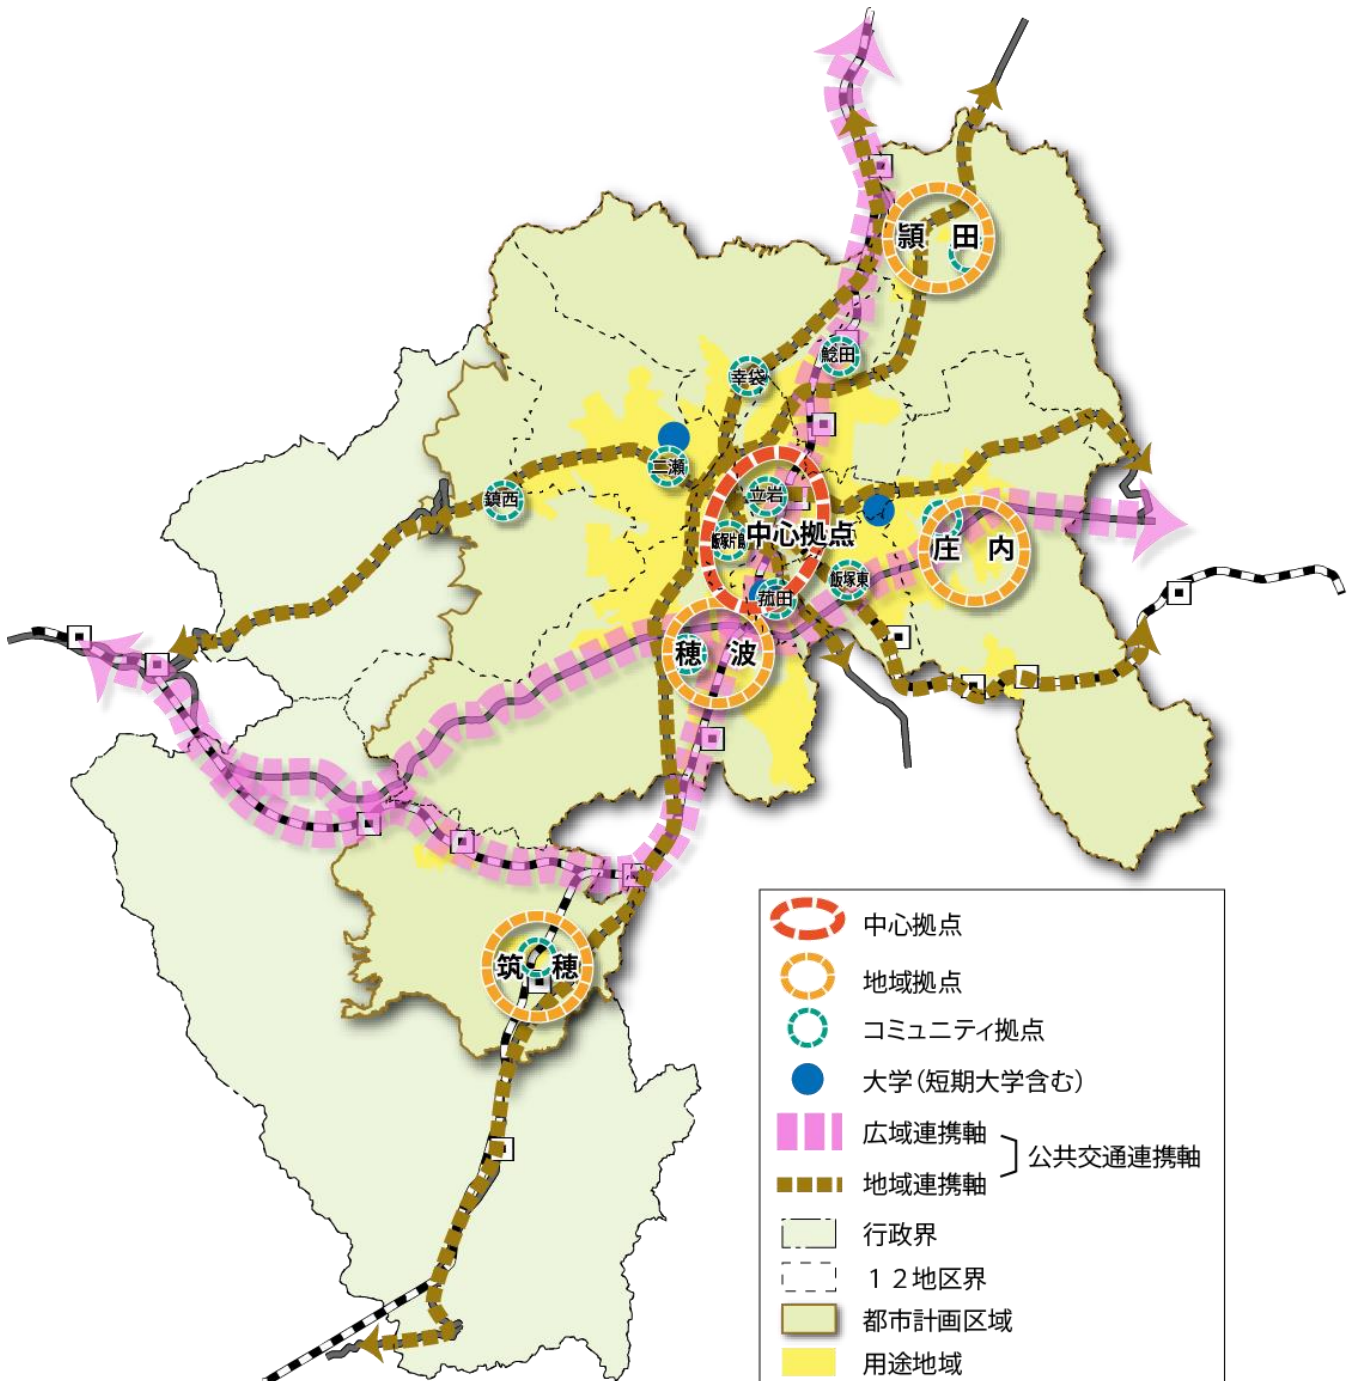 頴田
鯰田
幸袋
二瀬
鎮西
立岩
飯塚片島
中心拠点
庄内
飯塚東
菰田
穂波
筑穂
中心拠点
地域拠点
コミュニティ拠点
大学（短期大学含む）
広域連携軸
公共交通連携軸
地域連携軸
行政界
１２地区界
都市計画区域
用途地域